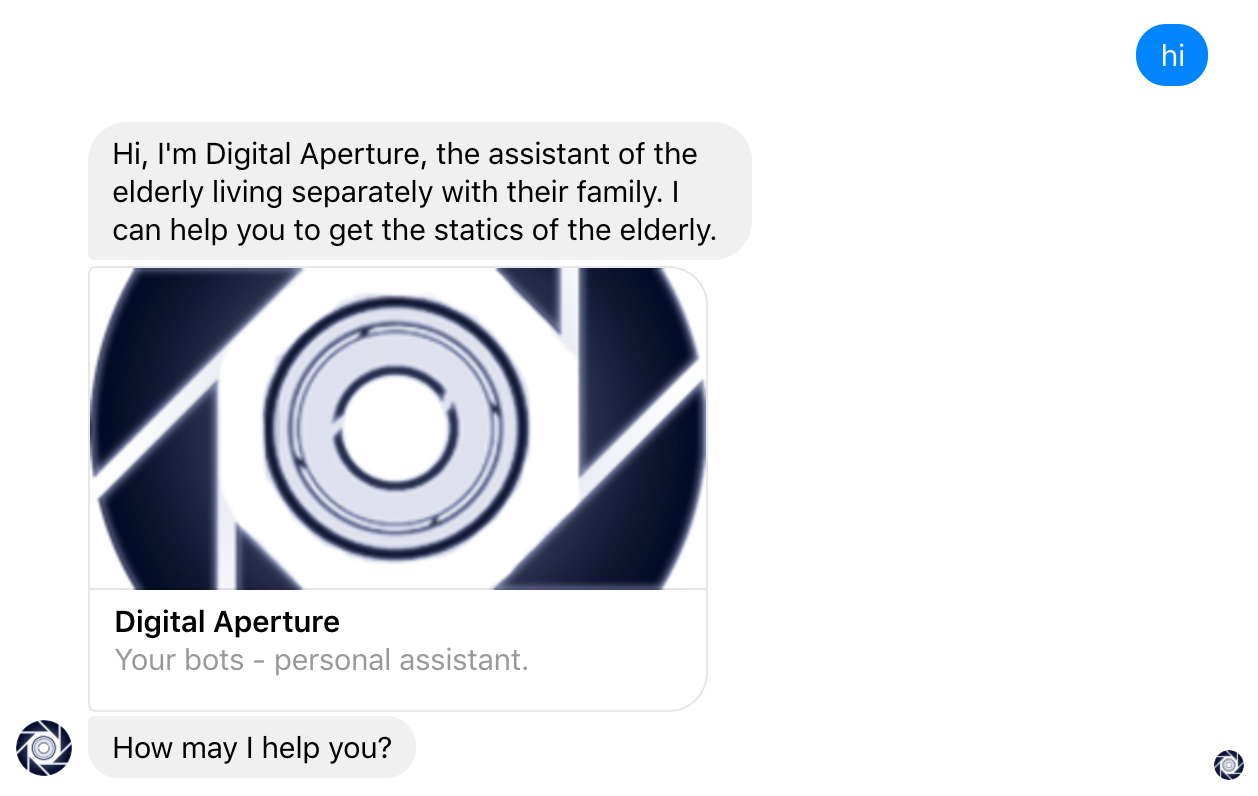 hi
Hi, I'm Digital Aperture, the assistant of the
elderly living separately with their family. I
can help you to get the statics of the elderly.
Digital Aperture
Your bots - personal assistant.
How may I help you?